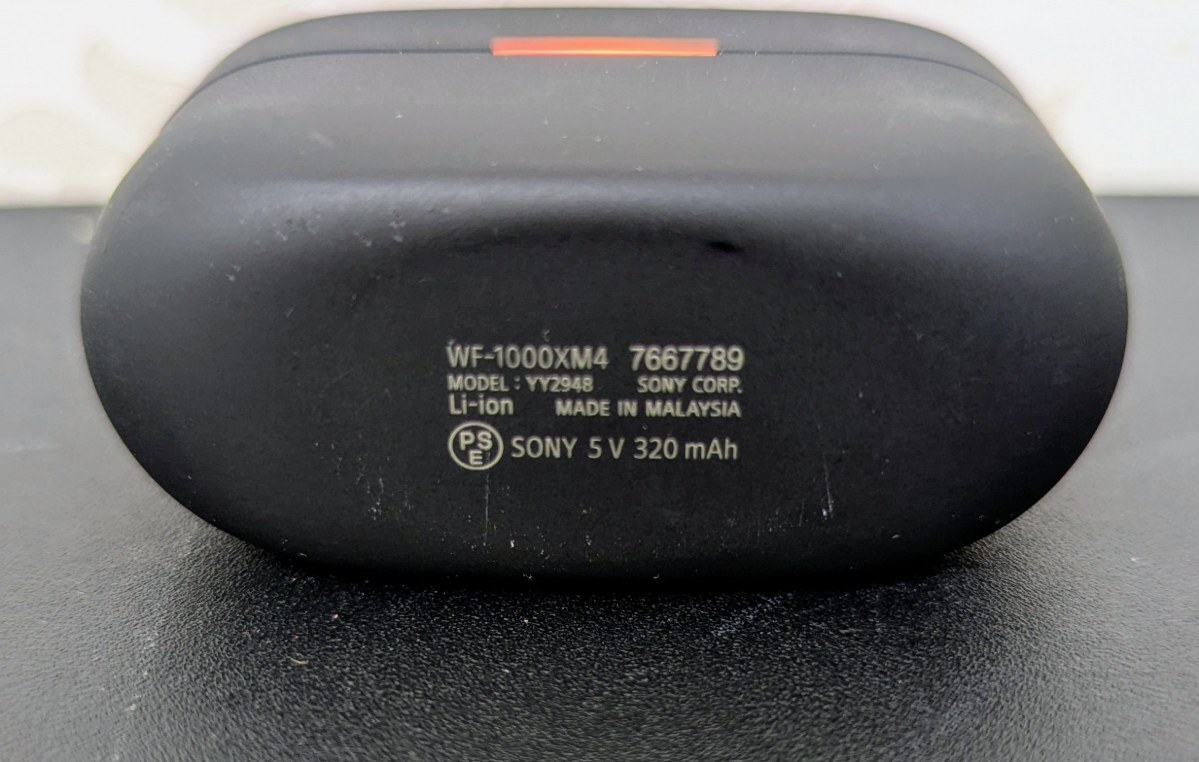 WF-1000XM4 7667789
MODEL : YY2948 SONY CORP.
Li-ion MADE IN MALAYSIA
PSE SONY 5 V 320 mAh